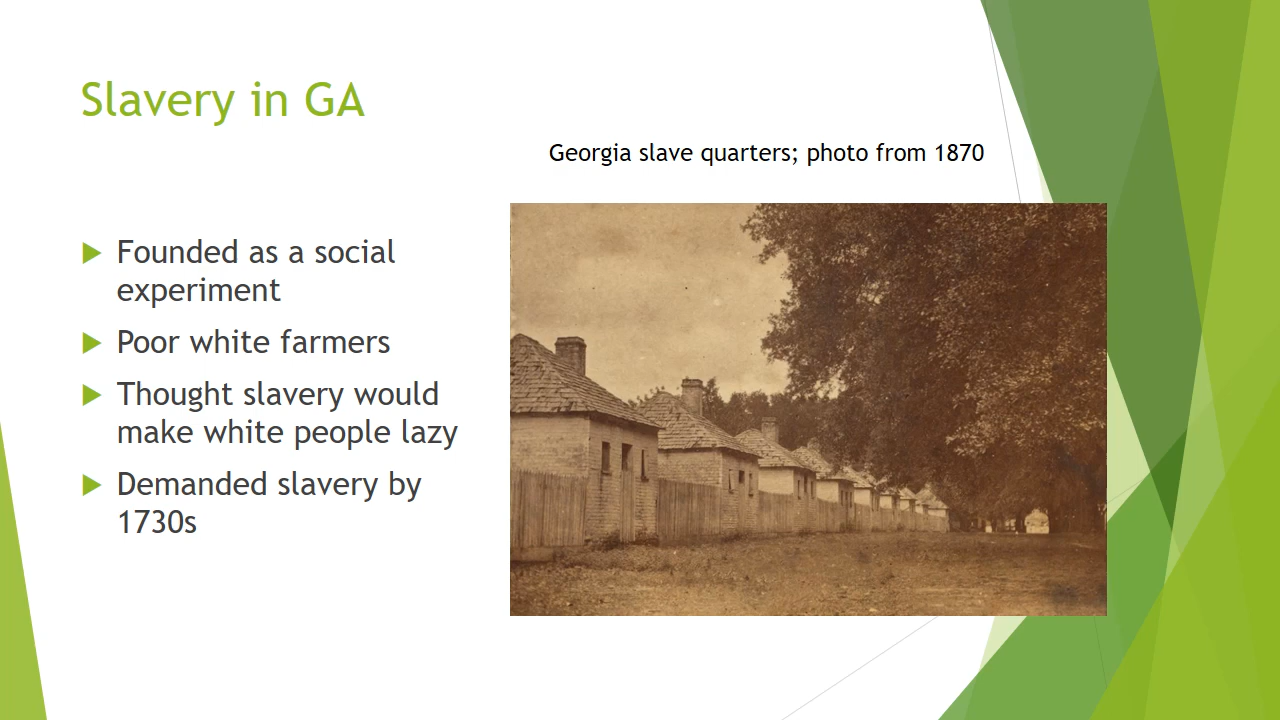 Slavery in GA
Georgia slave quarters; photo from 1870
Founded as a social
experiment
Poor white farmers
Thought slavery would
make white people lazy
Demanded slavery by
1730s